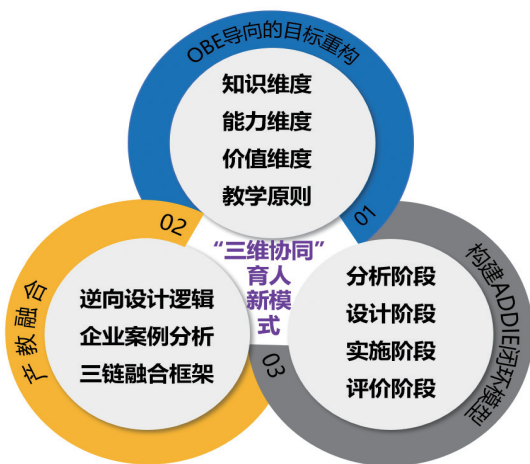 OBE导向的目标重构
知识维度
能力维度
价值维度
教学原则
01
02
“三维协同”
育人
新模
式
产教融合
逆向设计逻辑
企业案例分析
三链融合框架
03
构建ADDIE闭环模型
分析阶段
设计阶段
实施阶段
评价阶段